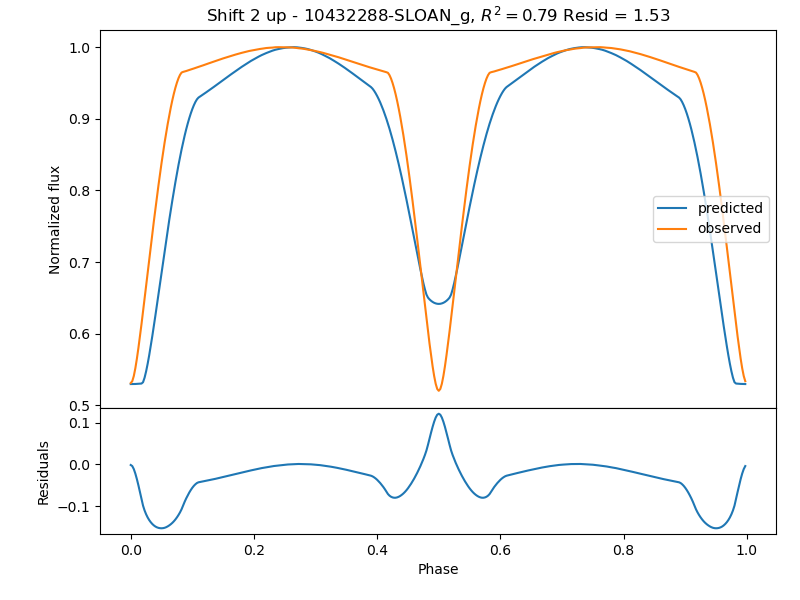 Shift 2 up - 10432288-SLOAN_g, R² = 0.79 Resid = 1.53
1.0
0.9
0.8
0.7
0.6
0.5
Normalized flux
predicted
observed
0.1
0.0
−0.1
Residuals
0.0 0.2 0.4 0.6 0.8 1.0
Phase